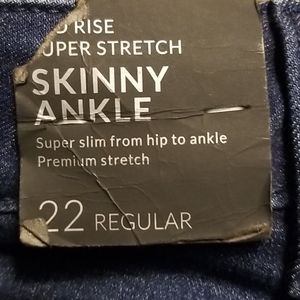 RISE
SUPER STRETCH
SKINNY
ANKLE
Super slim from hip to ankle
Premium stretch
22 REGULAR